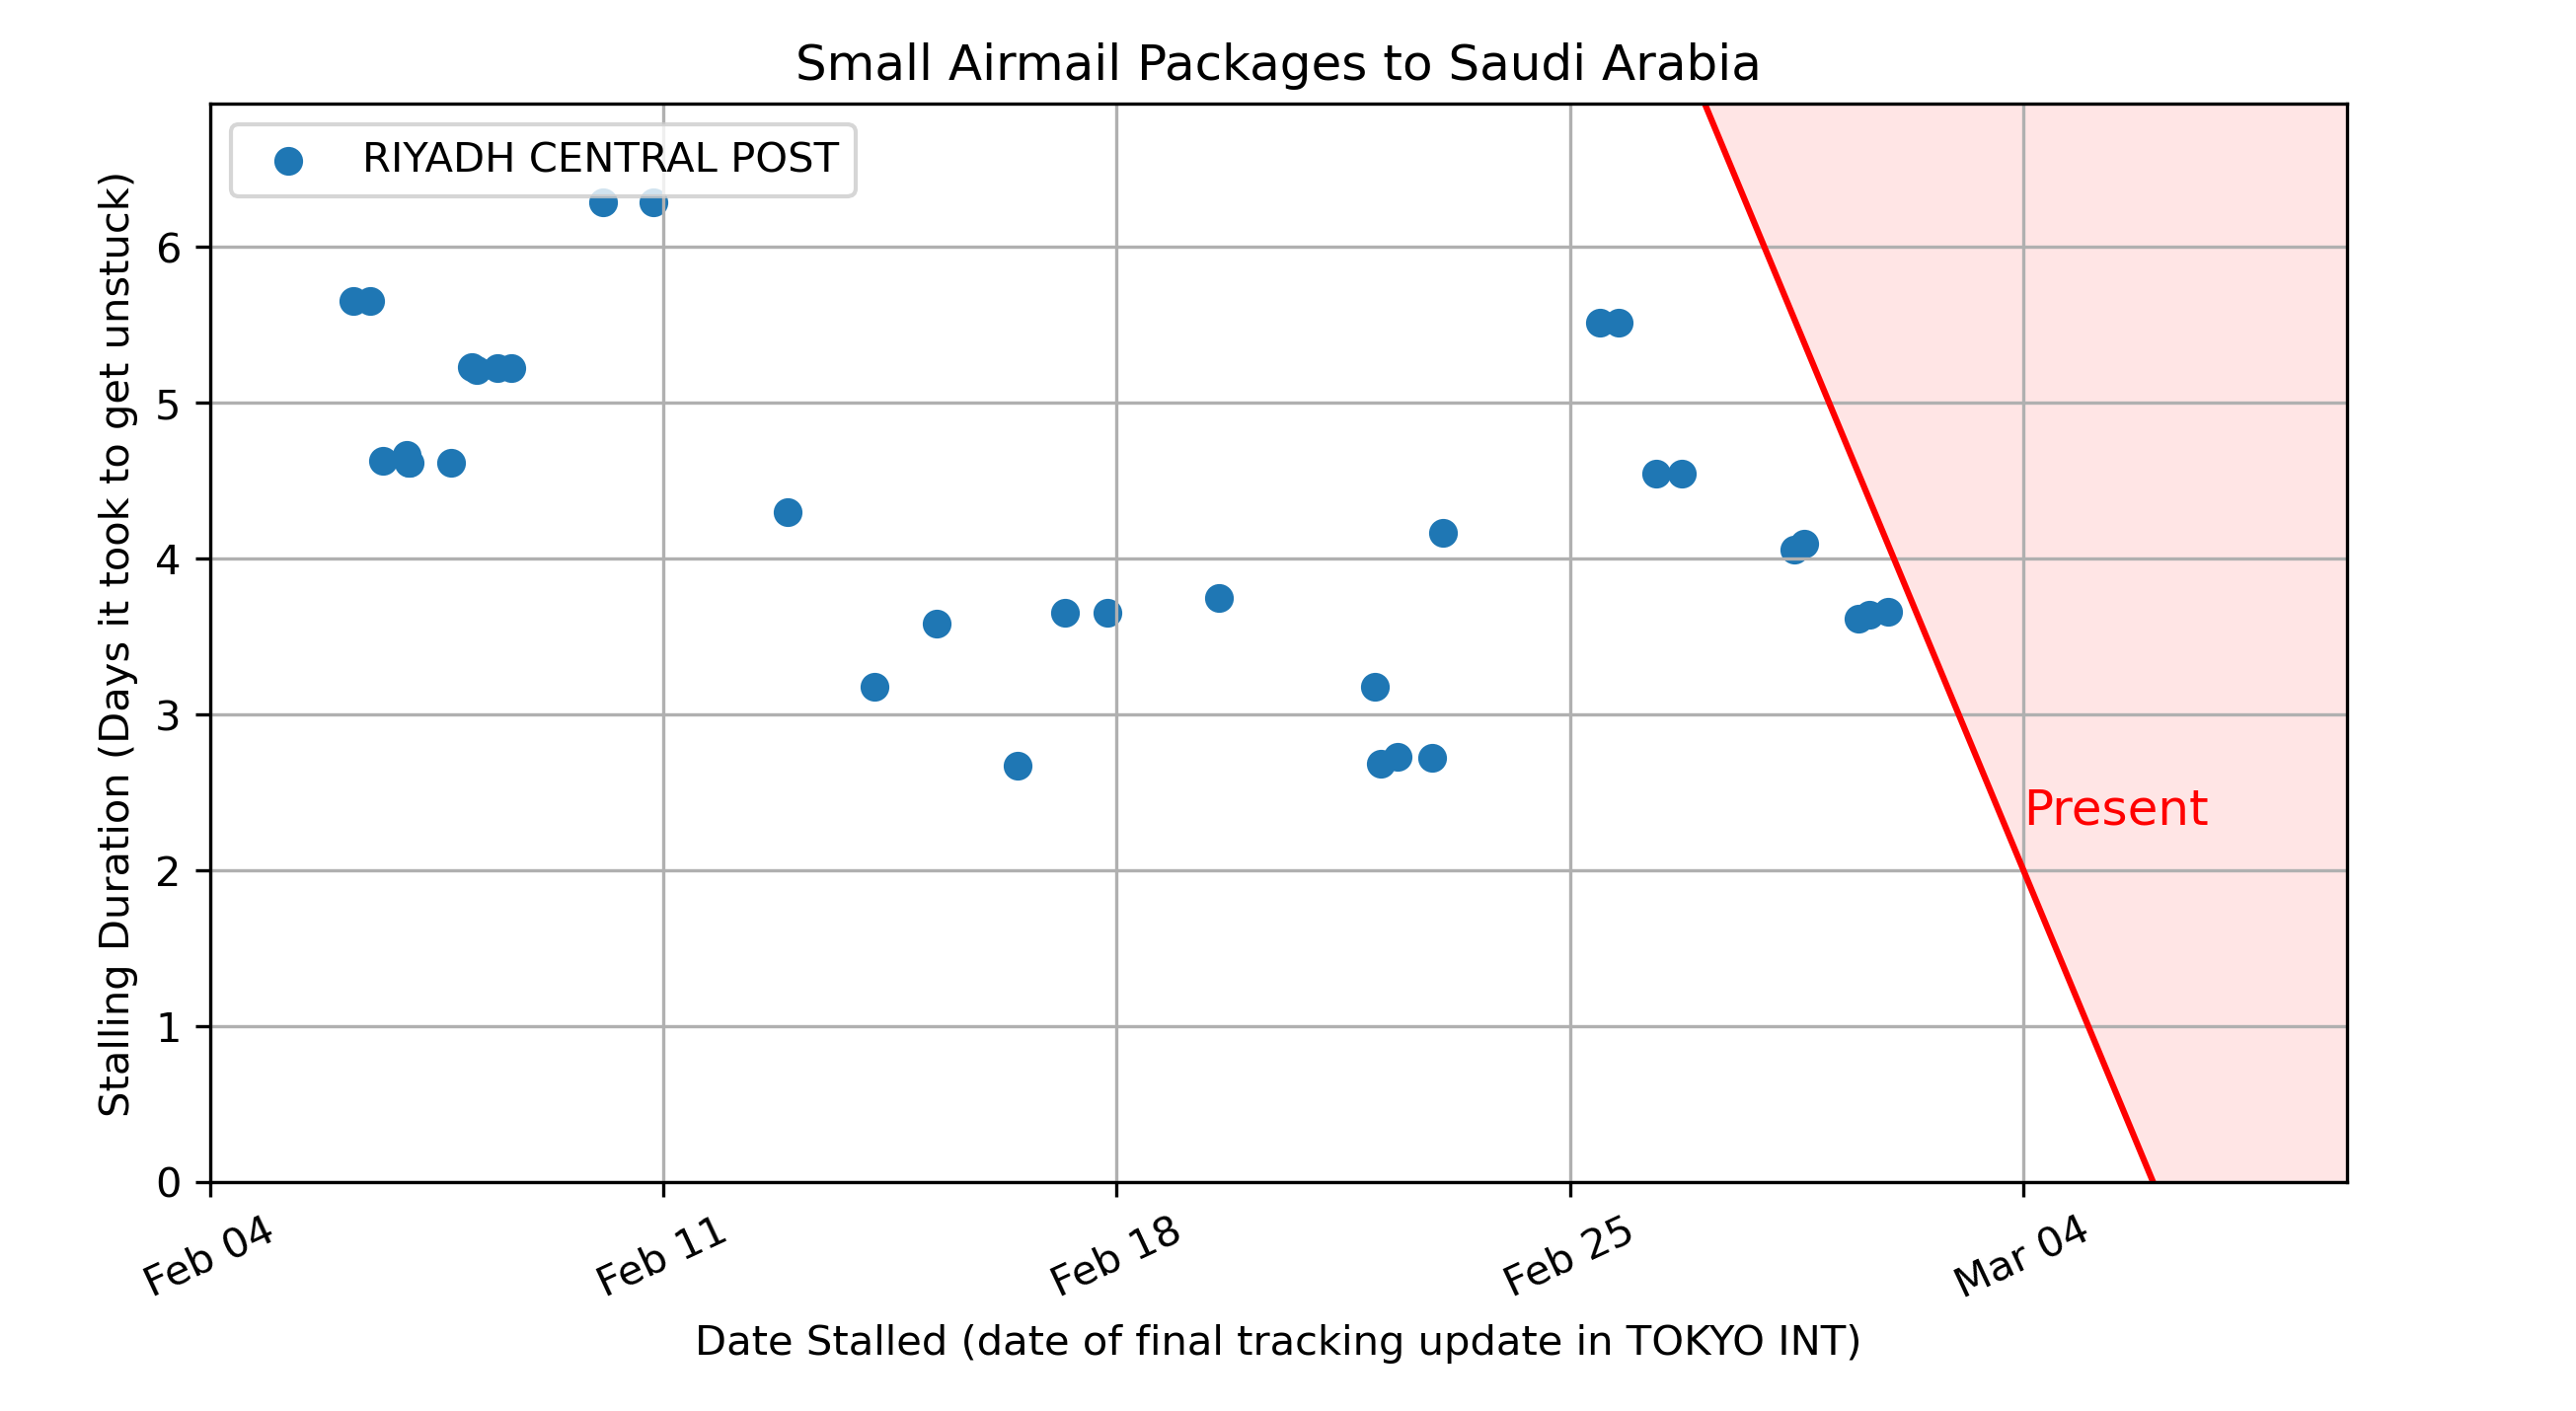 Small Airmail Packages to Saudi Arabia
RIYADH CENTRAL POST
Stalling Duration (Days it took to get unstuck)
6
5
4
3
2
1
0
Present
Feb 04
Feb 11
Feb 18
Feb 25
Mar 04
Date Stalled (date of final tracking update in TOKYO INT)